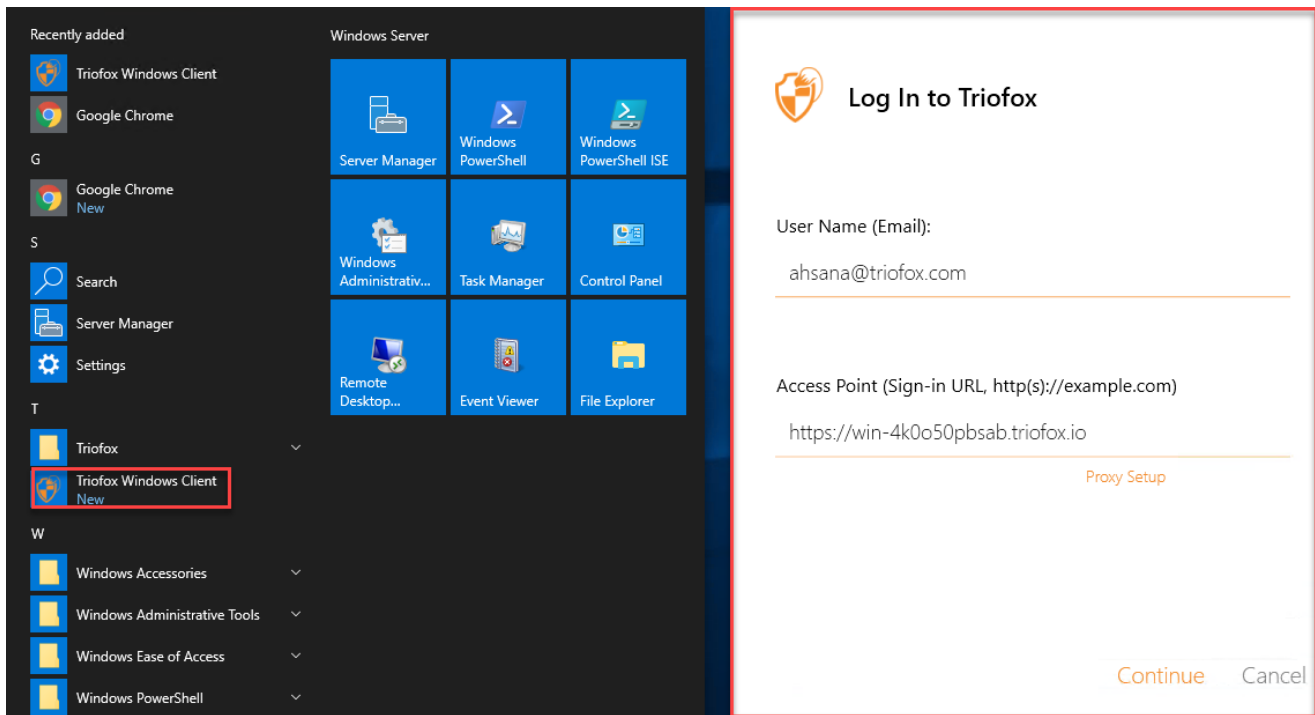 Recently added
Triofox Windows Client
Google Chrome
G
Google Chrome
New
S
Search
Server Manager
Settings
T
Triofox
Triofox Windows Client
New
W
Windows Accessories
Windows Administrative Tools
Windows Ease of Access
Windows PowerShell
Windows Server
Server Manager
Windows
PowerShell
Windows
PowerShell ISE
Windows
Administrativ...
Task Manager
Control Panel
Remote
Desktop...
Event Viewer
File Explorer
Log In to Triofox
User Name (Email):
ahsana@triofox.com
Access Point (Sign-in URL, http(s)://example.com)
https://win-4k0o50pbsab.triofox.io
Proxy Setup
Continue
Cancel